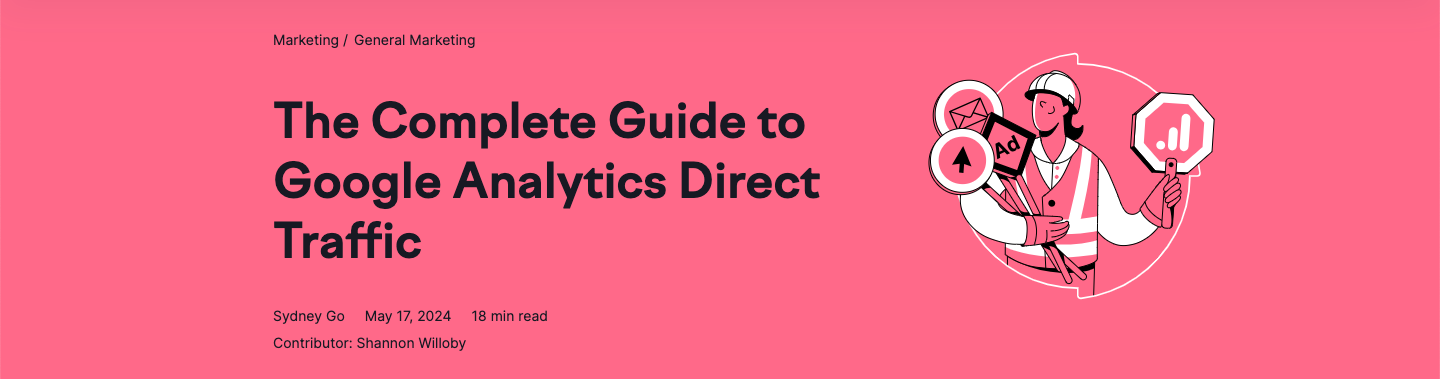 Marketing / General Marketing
The Complete Guide to
Google Analytics Direct
Traffic
Sydney Go May 17, 2024 18 min read
Contributor: Shannon Willoby
Ad